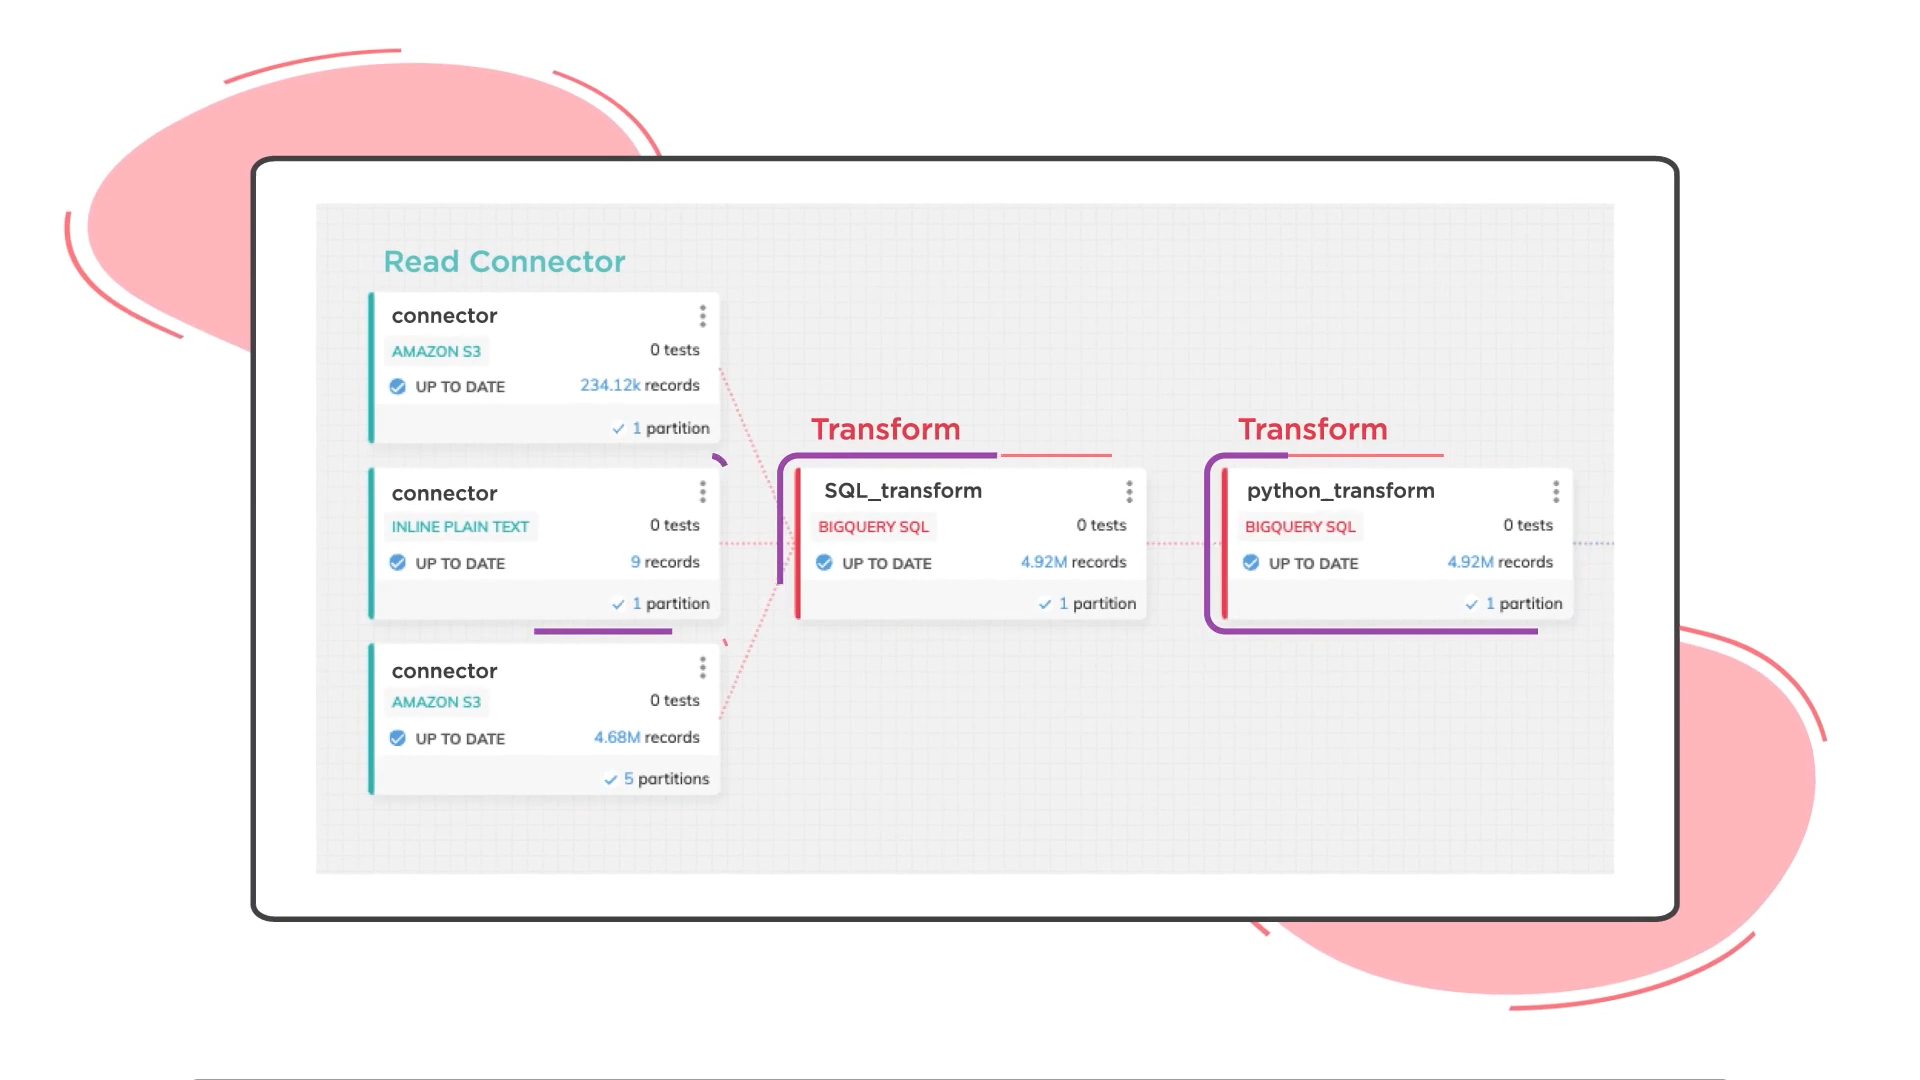 Read Connector
connector
AMAZON S3
0 tests
UP TO DATE
234.12k records
1 partition
connector
INLINE PLAIN TEXT
0 tests
UP TO DATE
9 records
1 partition
connector
AMAZON S3
0 tests
UP TO DATE
4.68M records
5 partitions
Transform
SQL_transform
BIGQUERY SQL
0 tests
UP TO DATE
4.92M records
1 partition
Transform
python_transform
BIGQUERY SQL
0 tests
UP TO DATE
4.92M records
1 partition